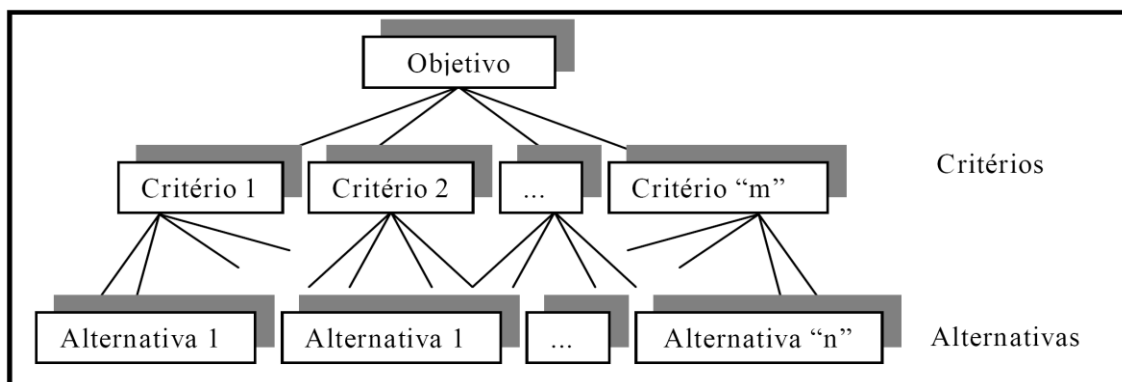 Objetivo
Critério 1
Critério 2
...
Critério “m”
Critérios
Alternativa 1
Alternativa 1
...
Alternativa “n”
Alternativas